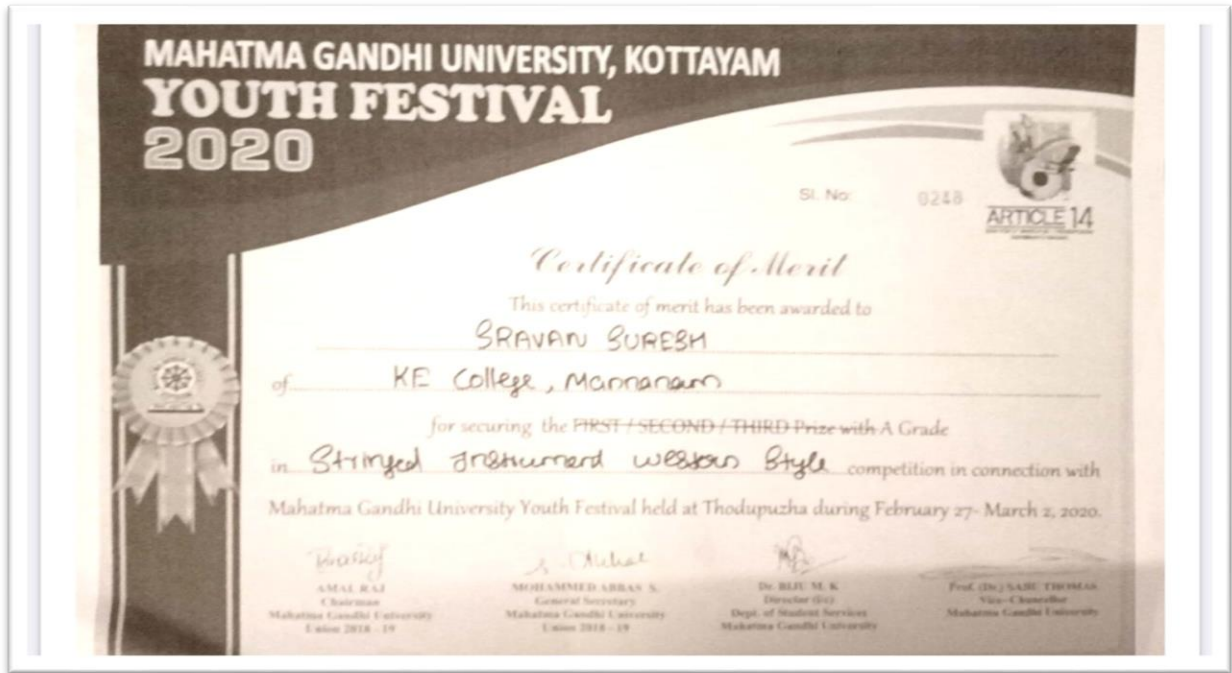 MAHATMA GANDHI UNIVERSITY, KOTTAYAM
YOUTH FESTIVAL
2020
Sl. No: 0248
ARTICLE 14
Certificate of Merit
This certificate of merit has been awarded to
SRAVAN SURESH
of KE College, Mannanam
for securing the FIRST / SECOND / THIRD Prize with A Grade
in Stringed Instrument Western Style competition in connection with
Mahatma Gandhi University Youth Festival held at Thodupuzha during February 27- March 2, 2020.
AMAL RAJ
Chairman
Mahatma Gandhi University
Union 2018 - 19
MOHAMMED ABBAS S.
General Secretary
Mahatma Gandhi University
Union 2018 - 19
Dr. BIJU M. K
Director (i/c)
Dept. of Student Services
Mahatma Gandhi University
Prof. (Dr.) SABU THOMAS
Vice-Chancellor
Mahatma Gandhi University